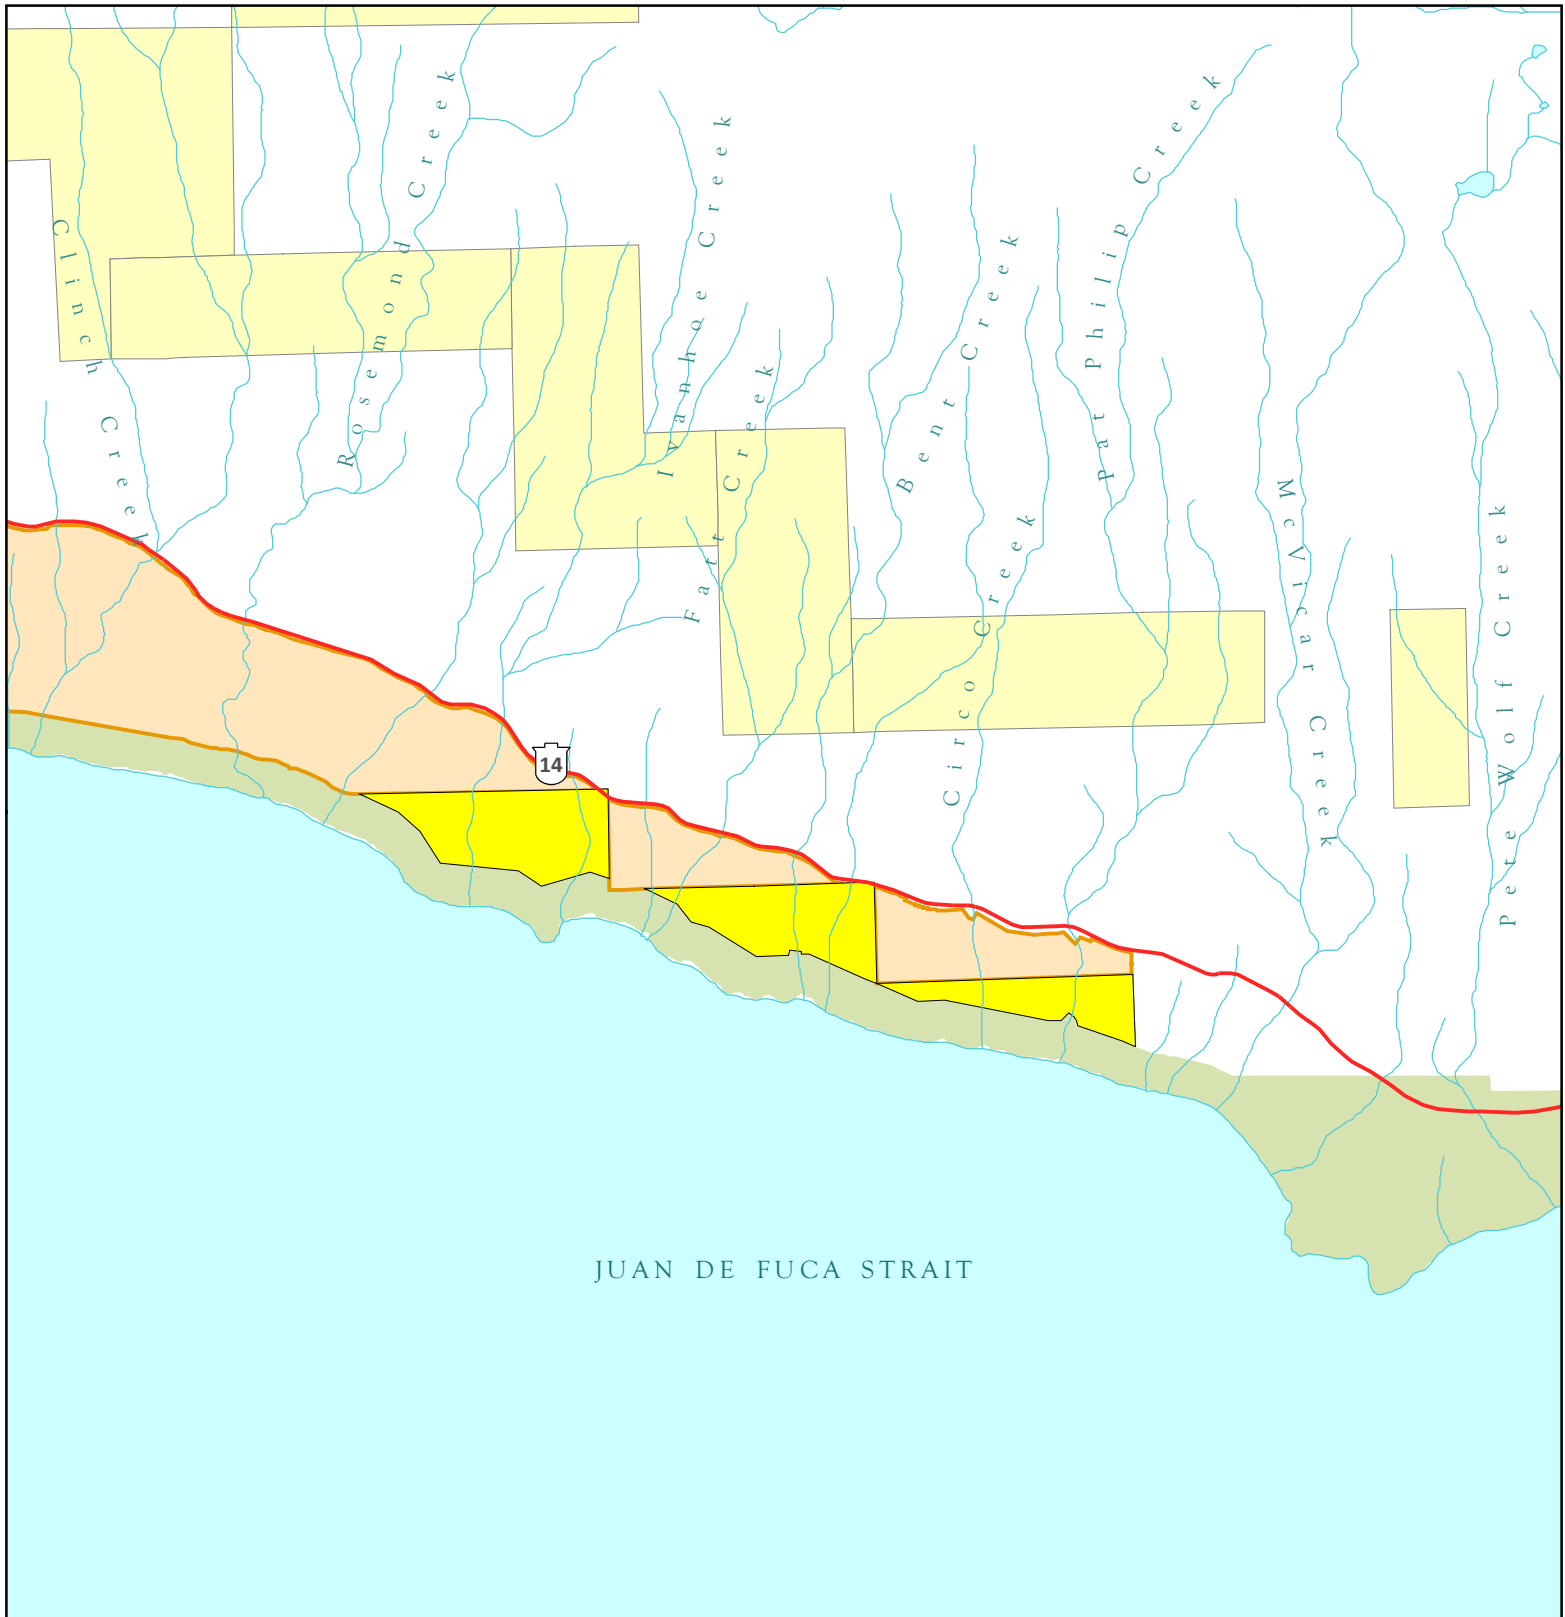 Clinch Creek
Rosemond Creek
Ivanhoe Creek
Fatt Creek
Bent Creek
Circo Creek
Pat Philip Creek
McVicar Creek
Pete Wolf Creek
14
JUAN DE FUCA STRAIT